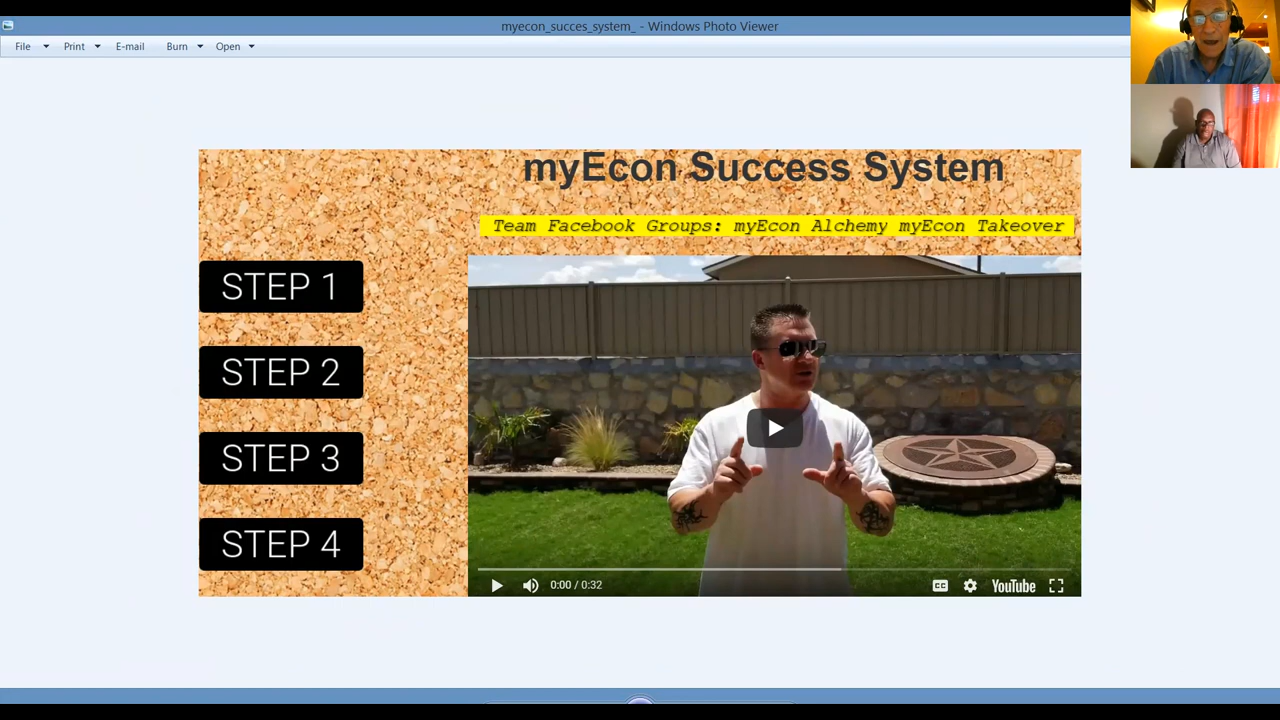 myecon_succes_system_ - Windows Photo Viewer
File Print E-mail Burn Open
myEcon Success System
Team Facebook Groups: myEcon Alchemy myEcon Takeover
STEP 1
STEP 2
STEP 3
STEP 4
0:00 / 0:32
CC
YouTube